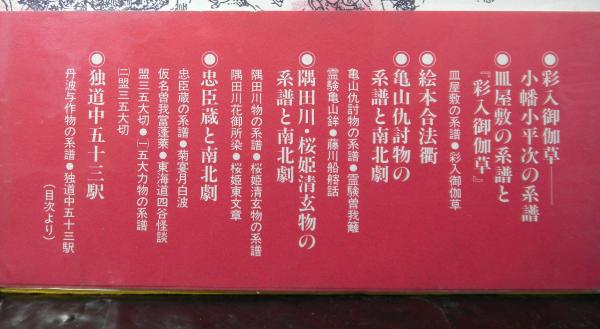 ●彩入御伽草――
小幡小平次の系譜
●皿屋敷の系譜と
『彩入御伽草』
皿屋敷の系譜●彩入御伽草
●絵本合法衢
●亀山仇討物の
系譜と南北劇
亀山仇討物の系譜●霊験曽我籬
霊験亀山鉾●藤川船䑺話
●隅田川・桜姫清玄物の
系譜と南北劇
隅田川物の系譜●桜姫清玄物の系譜
隅田川花御所染●桜姫東文章
●忠臣蔵と南北劇
忠臣蔵の系譜●菊宴月白波
仮名曽我當蓬莱●東海道四谷怪談
盟三五大切●㈠五大力物の系譜
㈡盟三五大切
●独道中五十三駅
丹波与作物の系譜●独道中五十三駅
（目次より）